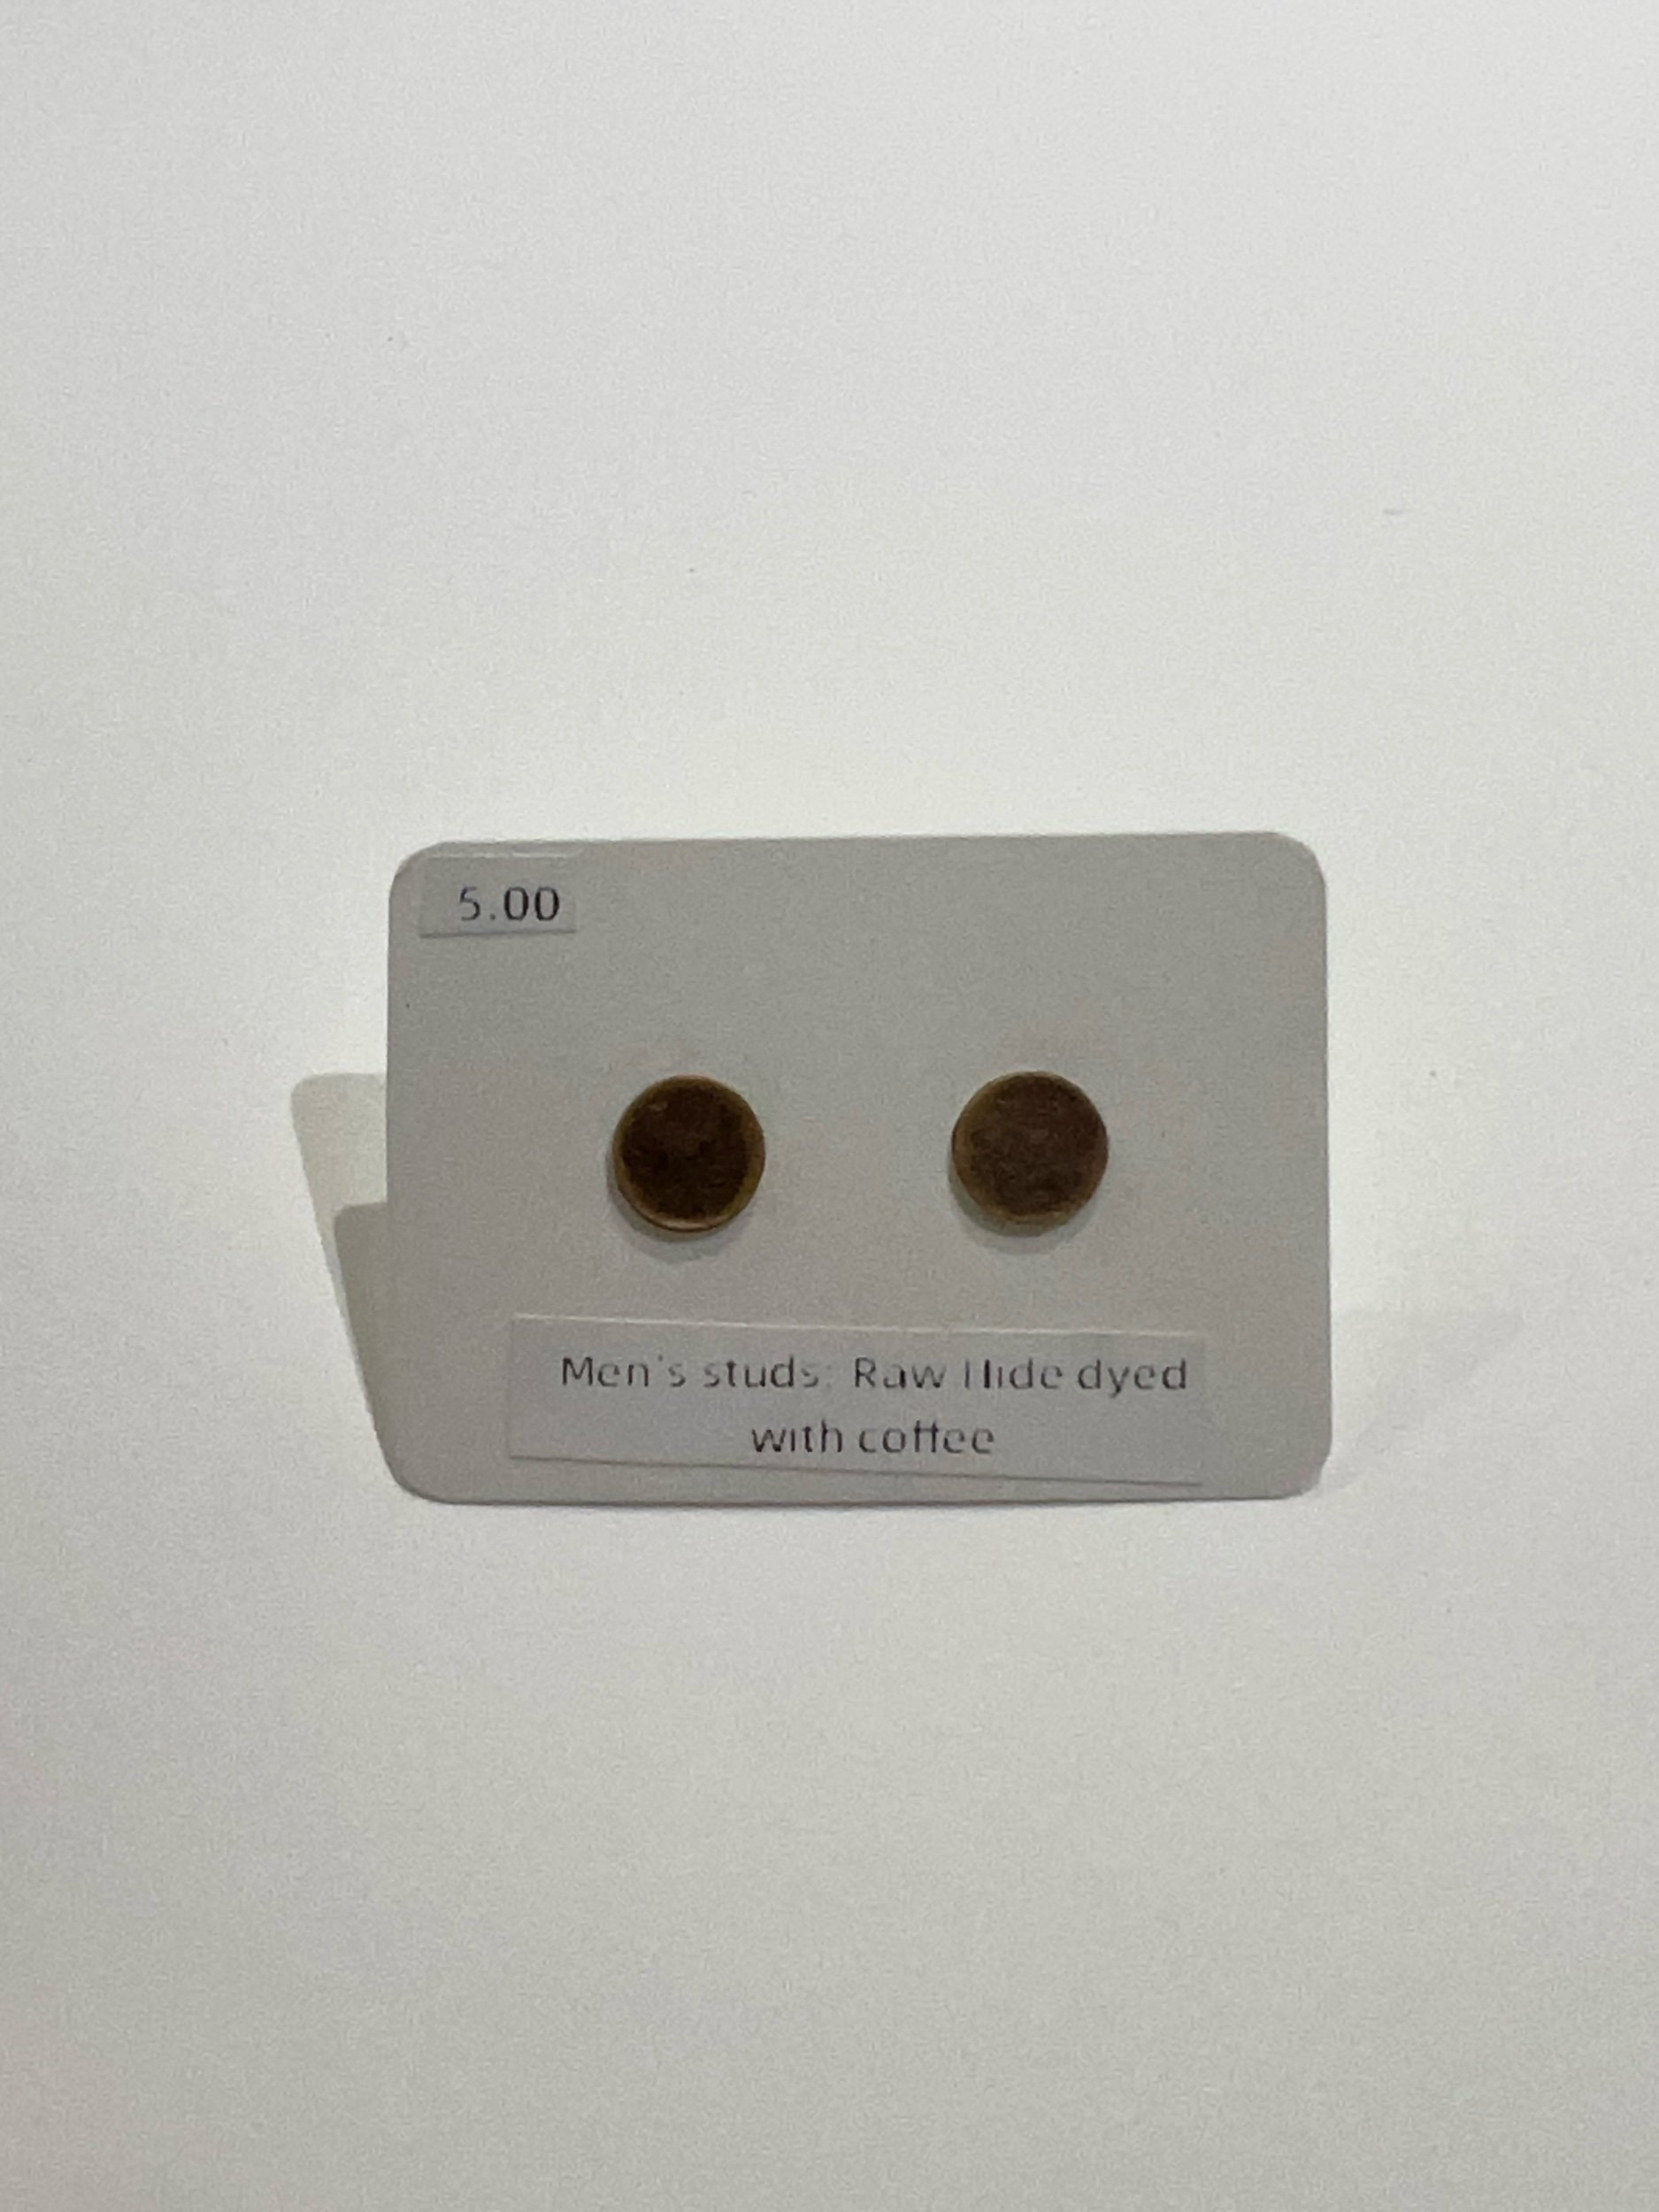 5.00
Men's studs: Raw Hide dyed
with coffee